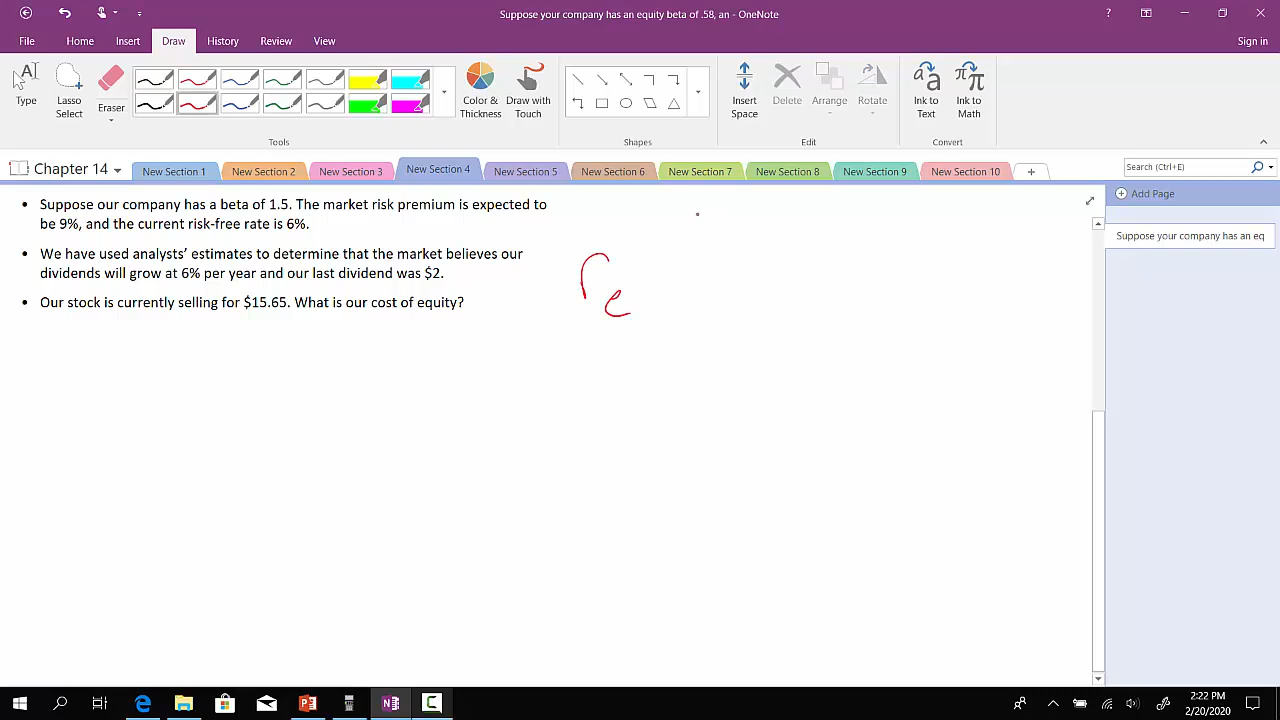 Suppose your company has an equity beta of .58, an - OneNote
?
File Home Insert Draw History Review View
Sign in
Type
Lasso Select
Eraser
Color & Thickness
Draw with Touch
Insert Space
Delete
Arrange
Rotate
Ink to Text
Ink to Math
Tools
Shapes
Edit
Convert
Chapter 14
New Section 1
New Section 2
New Section 3
New Section 4
New Section 5
New Section 6
New Section 7
New Section 8
New Section 9
New Section 10
+
Search (Ctrl+E)
Add Page
Suppose your company has an eq
• Suppose our company has a beta of 1.5. The market risk premium is expected to
be 9%, and the current risk-free rate is 6%.
• We have used analysts’ estimates to determine that the market believes our
dividends will grow at 6% per year and our last dividend was $2.
• Our stock is currently selling for $15.65. What is our cost of equity?
re
2:22 PM
2/20/2020